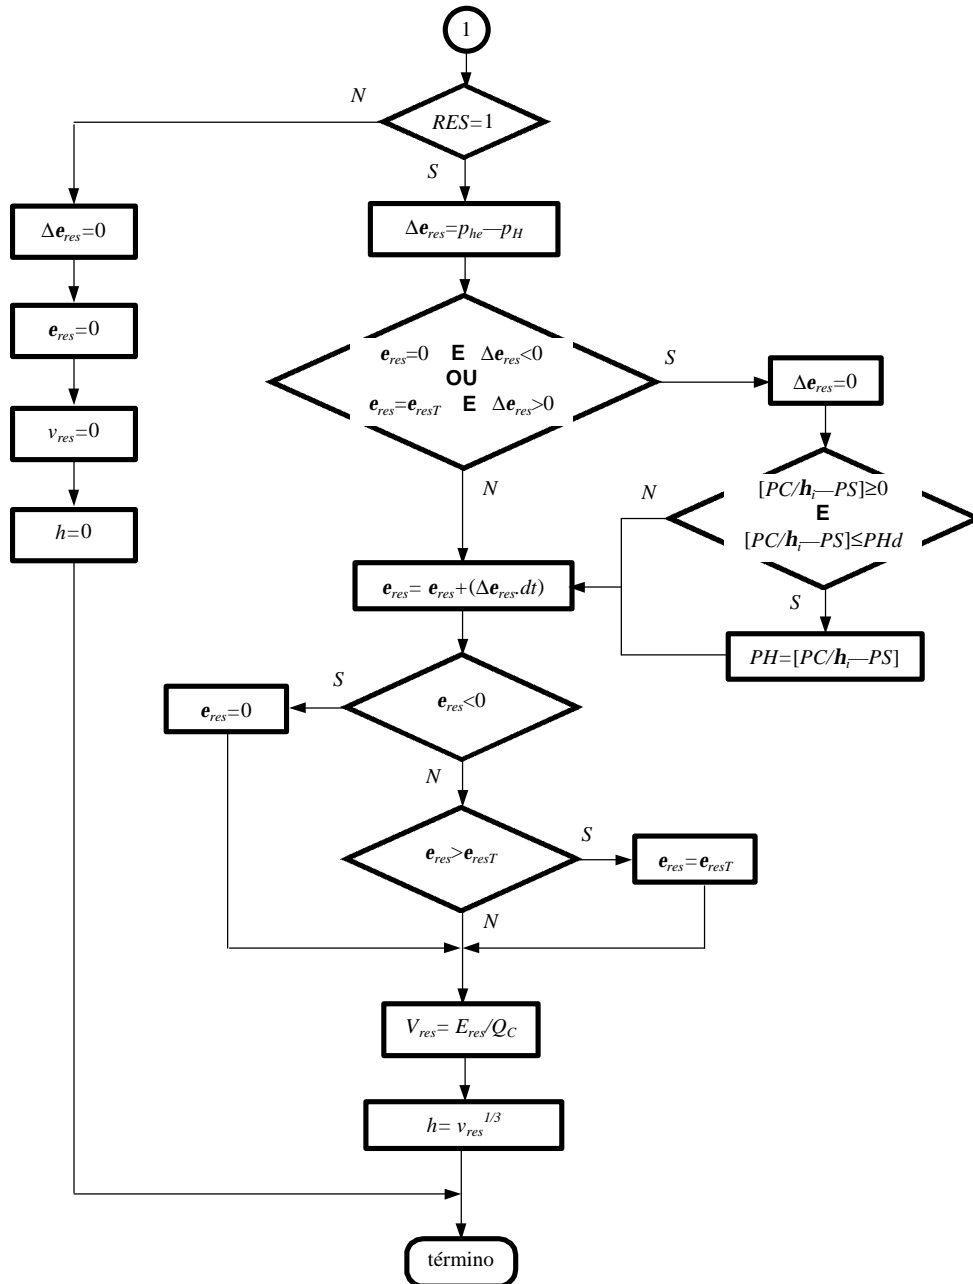 1
N
RES=1
S
Δe_res=0
Δe_res=p_he—p_H
e_res=0
e_res=0 E Δe_res<0
OU
e_res=e_resT E Δe_res>0
S
Δe_res=0
v_res=0
N
[PC/h_i—PS]≥0
E
[PC/h_i—PS]≤PHd
N
h=0
e_res= e_res+(Δe_res.dt)
S
PH=[PC/h_i—PS]
S
e_res=0
e_res<0
N
S
e_res>e_resT
e_res=e_resT
N
V_res= E_res/Q_C
h= v_res^1/3
término